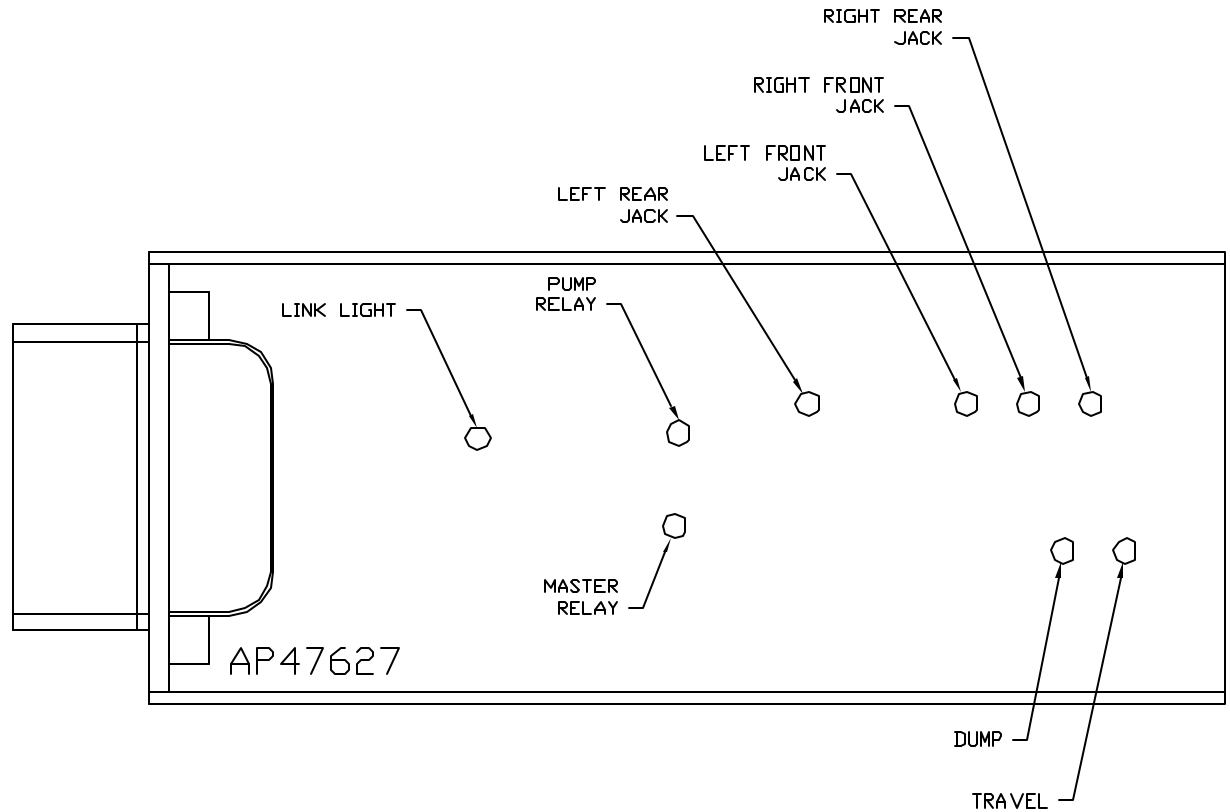 RIGHT REAR
JACK
RIGHT FRONT
JACK
LEFT FRONT
JACK
LEFT REAR
JACK
PUMP
RELAY
LINK LIGHT
MASTER
RELAY
AP47627
DUMP
TRAVEL